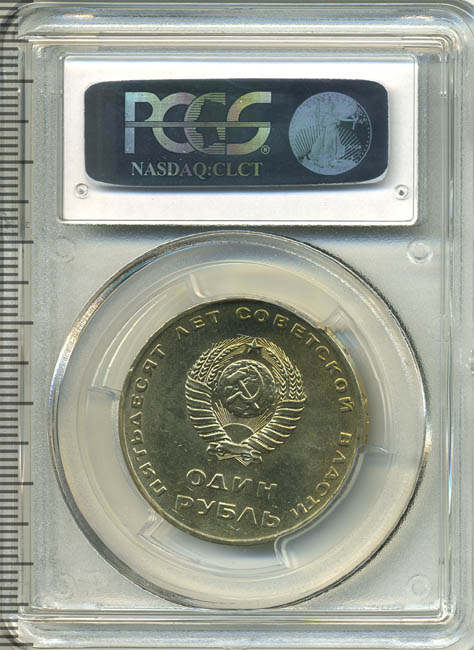 PCGS®
NASDAQ:CLCT
ПЯТЬДЕСЯТ ЛЕТ СОВЕТСКОЙ ВЛАСТИ
ОДИН
РУБЛЬ